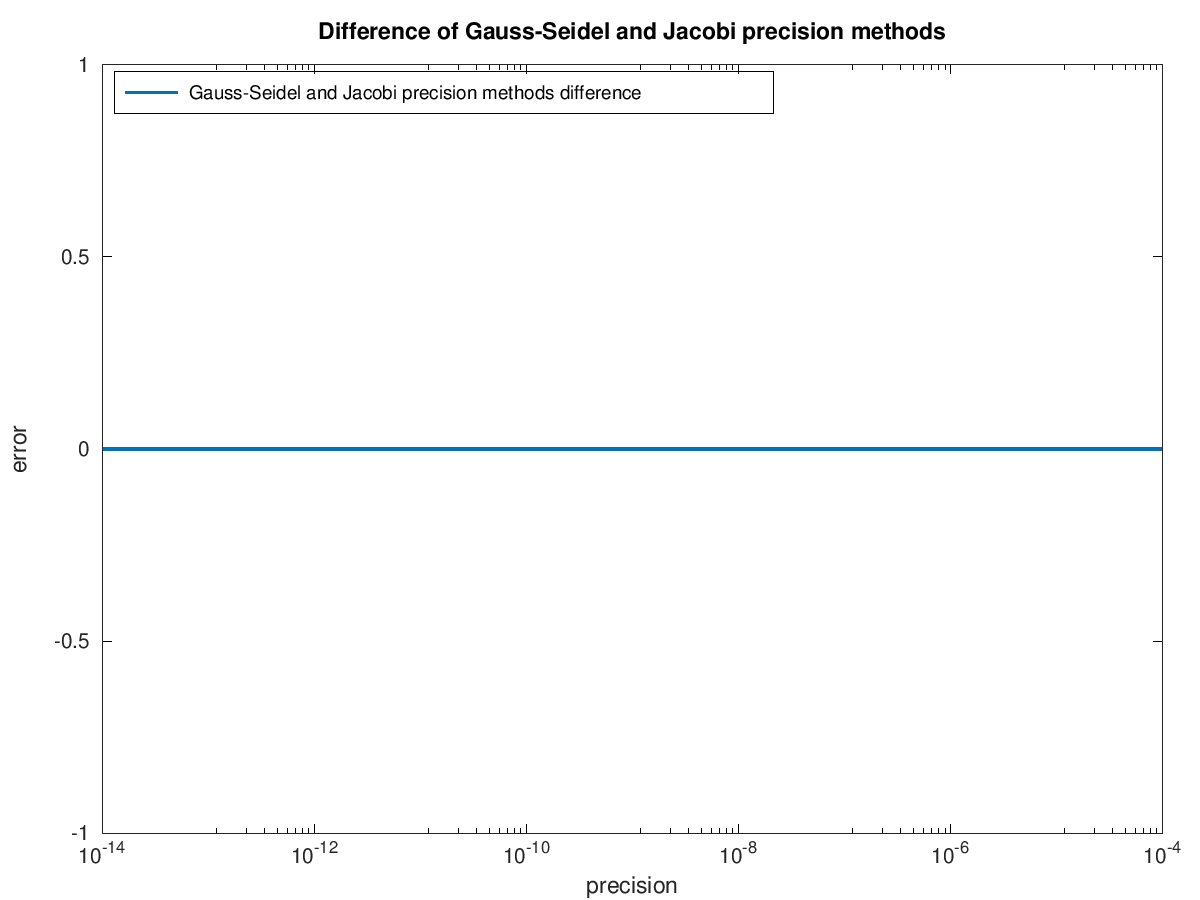 Difference of Gauss-Seidel and Jacobi precision methods
1
Gauss-Seidel and Jacobi precision methods difference
0.5
error
0
-0.5
-1
10^-14 10^-12 10^-10 10^-8 10^-6 10^-4
precision